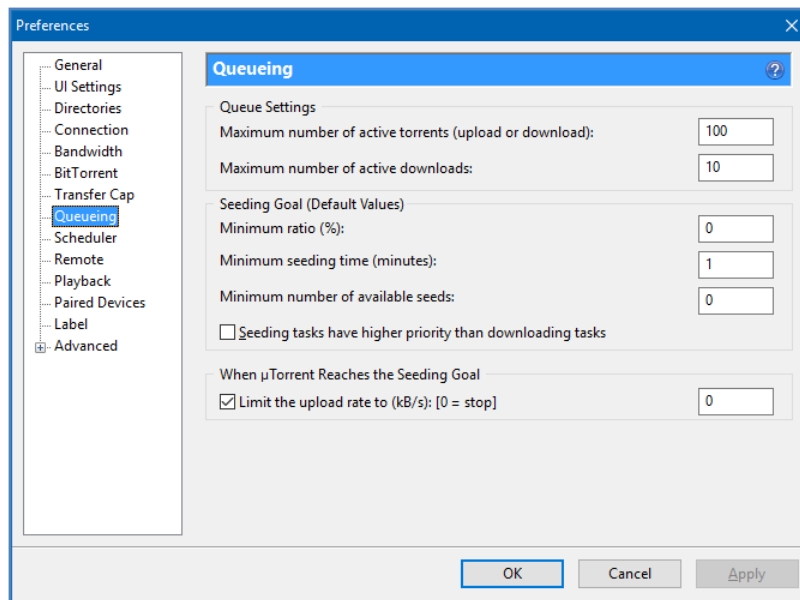 Preferences
General
UI Settings
Directories
Connection
Bandwidth
BitTorrent
Transfer Cap
Queueing
Scheduler
Remote
Playback
Paired Devices
Label
Advanced
Queueing
Queue Settings
Maximum number of active torrents (upload or download): 100
Maximum number of active downloads: 10
Seeding Goal (Default Values)
Minimum ratio (%): 0
Minimum seeding time (minutes): 1
Minimum number of available seeds: 0
Seeding tasks have higher priority than downloading tasks
When µTorrent Reaches the Seeding Goal
Limit the upload rate to (kB/s): [0 = stop] 0
OK Cancel Apply